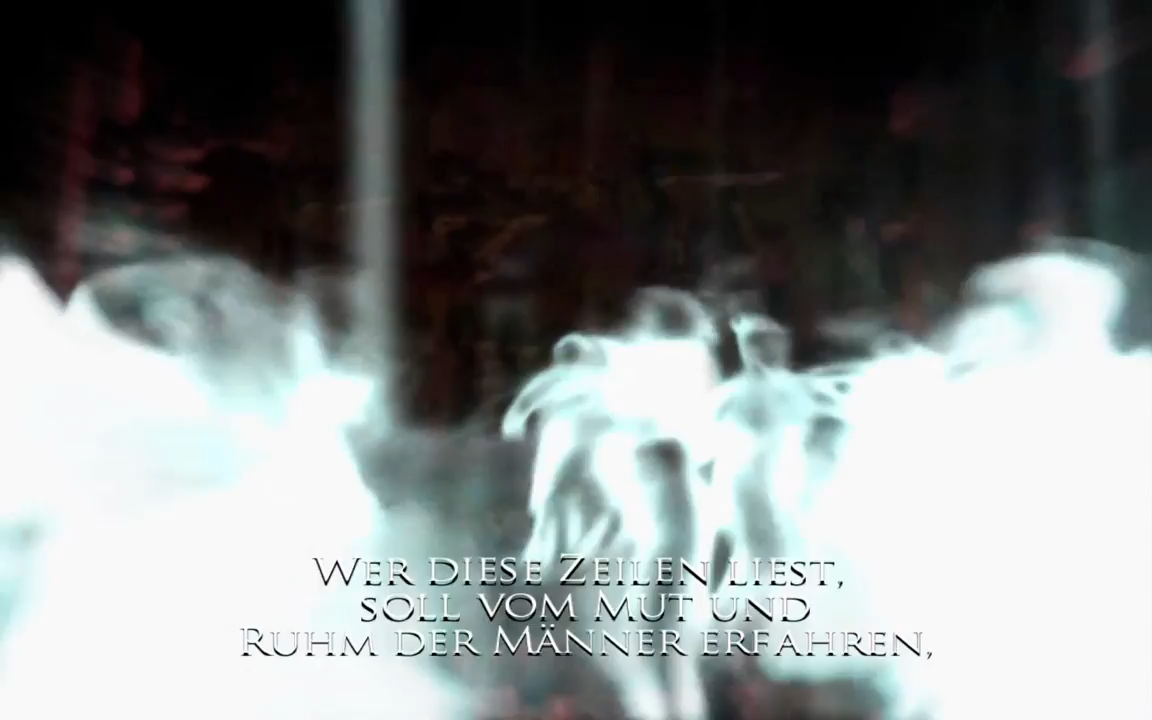 Wer diese Zeilen liest,
soll vom Mut und
Ruhm der Männer erfahren,